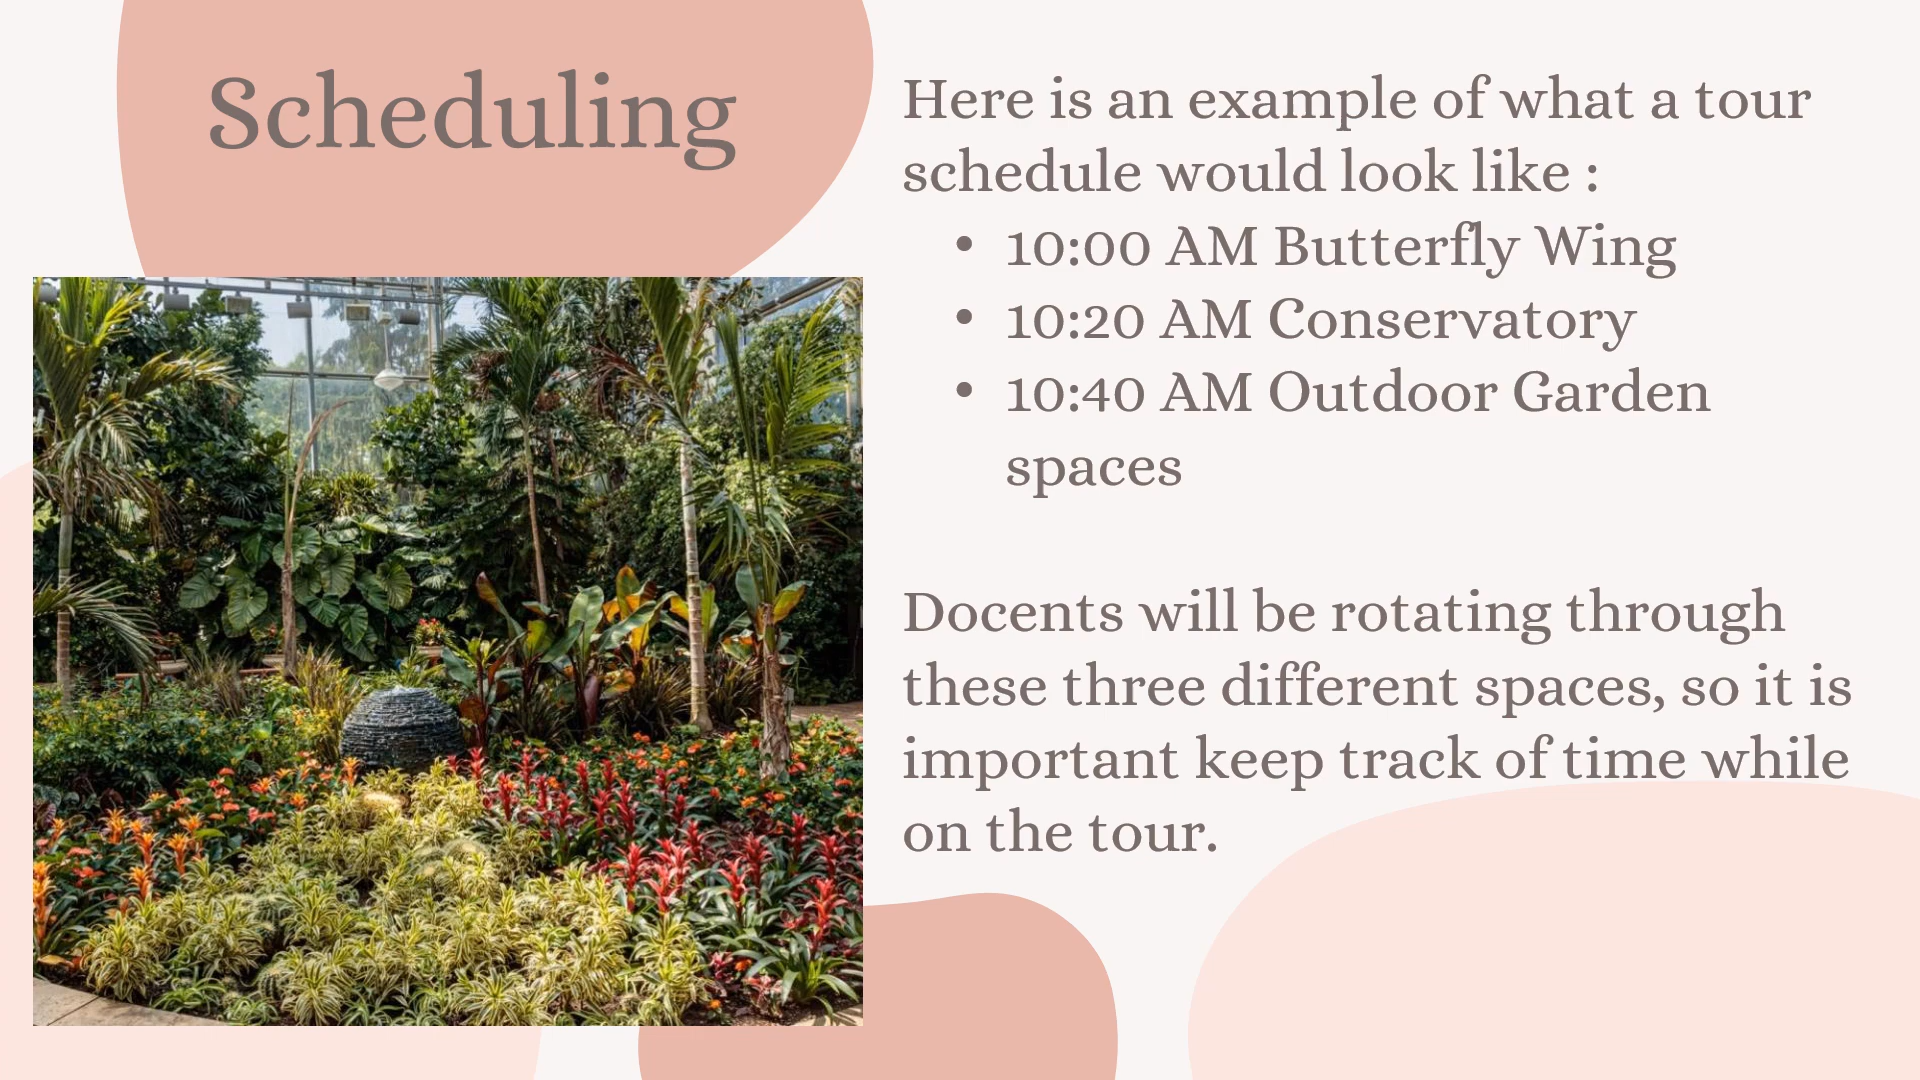 Scheduling
Here is an example of what a tour
schedule would look like :
• 10:00 AM Butterfly Wing
• 10:20 AM Conservatory
• 10:40 AM Outdoor Garden
spaces
Docents will be rotating through
these three different spaces, so it is
important keep track of time while
on the tour.